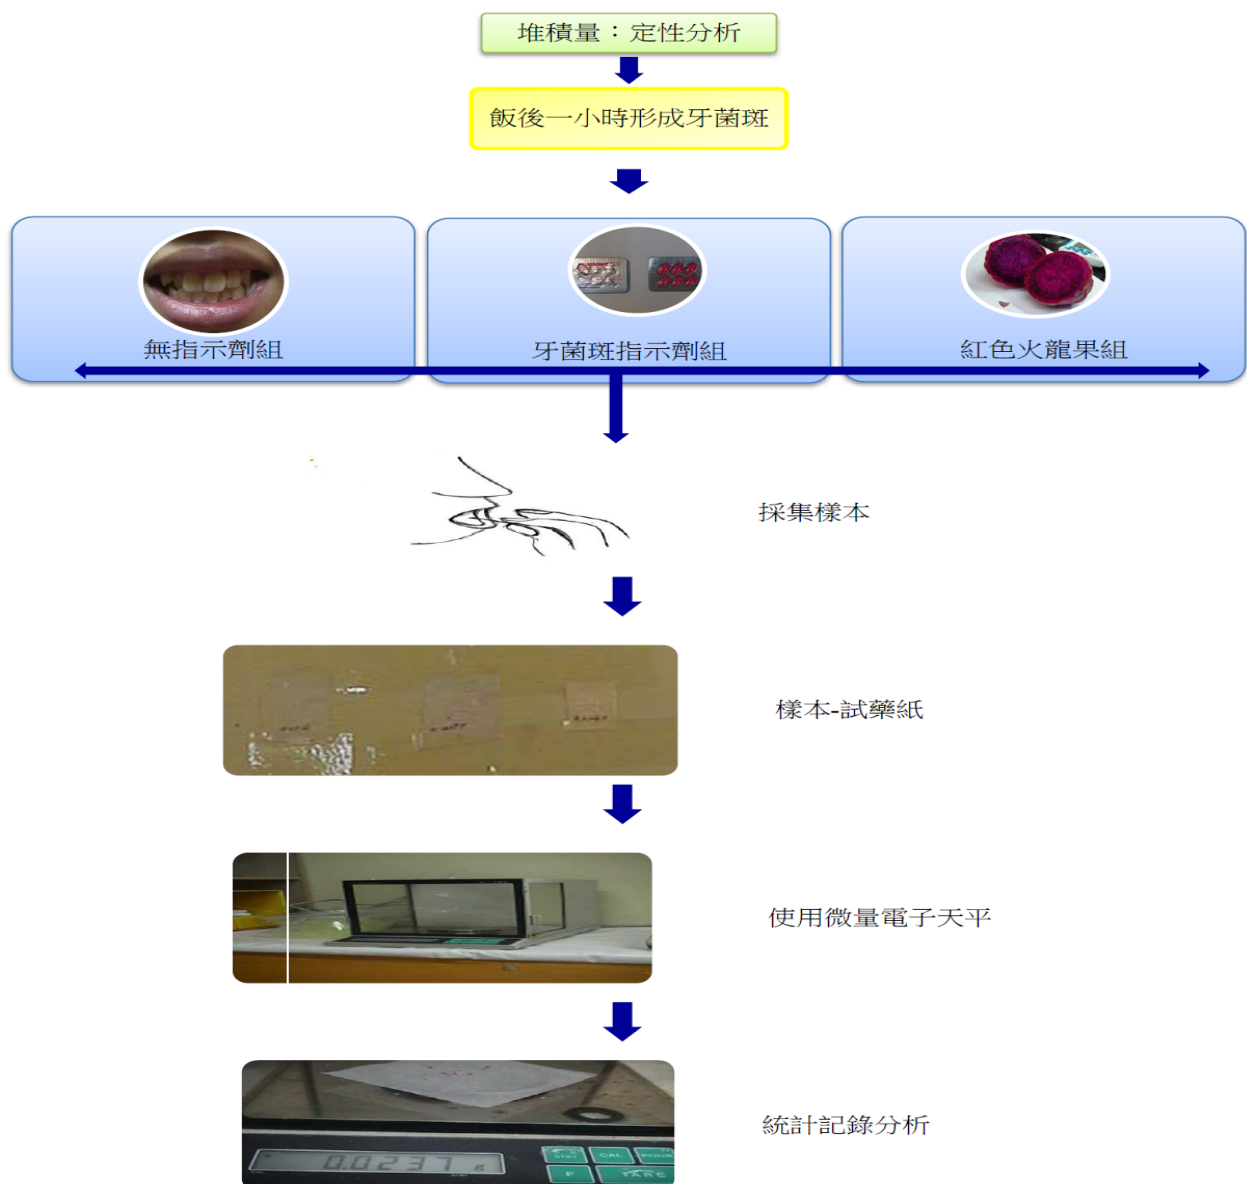 堆積量：定性分析
飯後一小時形成牙菌斑
無指示劑組
牙菌斑指示劑組
紅色火龍果組
採集樣本
樣本-試藥紙
使用微量電子天平
統計記錄分析
0.0237 g
CAL
F
TARE